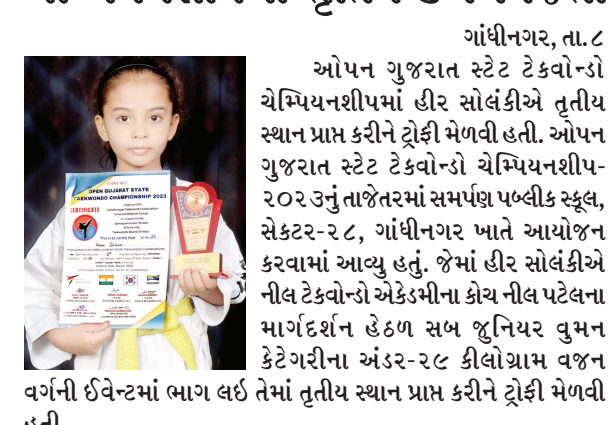 ગાંધીનગર, તા.૮
ઓપન ગુજરાત સ્ટેટ ટેકવોન્ડો
ચેમ્પિયનશીપમાં હીર સોલંકીએ તૃતીય
સ્થાન પ્રાપ્ત કરીને ટ્રોફી મેળવી હતી. ઓપન
ગુજરાત સ્ટેટ ટેકવોન્ડો ચેમ્પિયનશીપ-
૨૦૨૩નું તાજેતરમાં સમર્પણ પબ્લીક સ્કૂલ,
સેકટર-૨૮, ગાંધીનગર ખાતે આયોજન
કરવામાં આવ્યુ હતું. જેમાં હીર સોલંકીએ
નીલ ટેકવોન્ડો એકેડમીના કોચ નીલ પટેલના
માર્ગદર્શન હેઠળ સબ જુનિયર વુમન
કેટેગરીના અંડર-૨૯ કીલોગ્રામ વજન
વર્ગની ઈવેન્ટમાં ભાગ લઇ તેમાં તૃતીય સ્થાન પ્રાપ્ત કરીને ટ્રોફી મેળવી
હતી
OPEN GUJARAT STATE
TAEKWONDO CHAMPIONSHIP 2023
CERTIFICATE